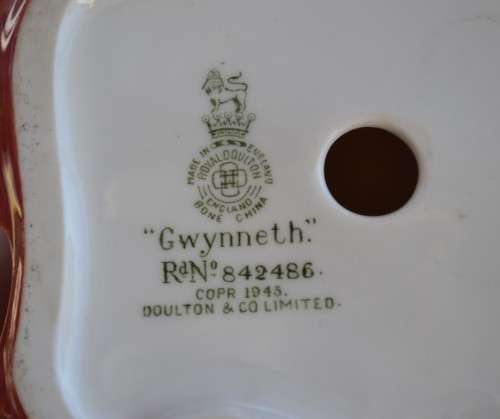 MADE IN ENGLAND
ROYAL DOULTON
ENGLAND
BONE CHINA
"Gwynneth."
RdNo 842486.
COPR 1945.
DOULTON & CO LIMITED.